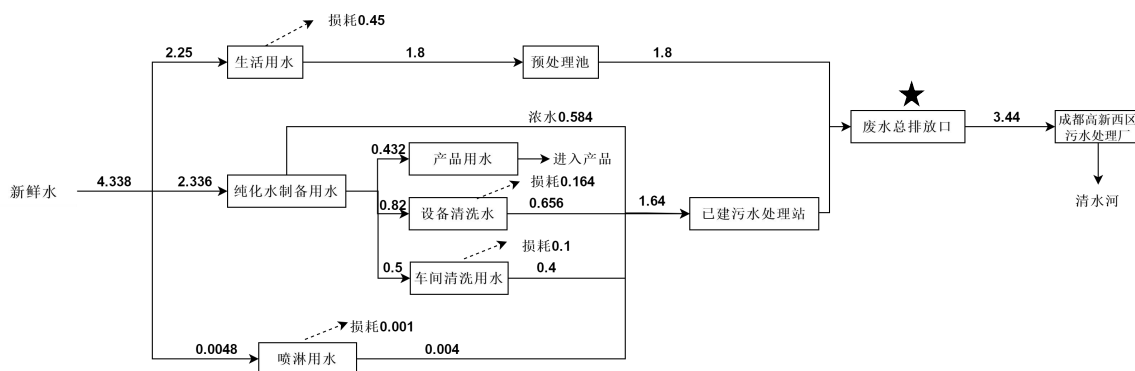 损耗0.45
2.25
生活用水
1.8
预处理池
1.8
废水总排放口
3.44
成都高新西区
污水处理厂
清水河
浓水0.584
0.432
产品用水
进入产品
新鲜水
4.338
2.336
纯化水制备用水
损耗0.164
0.82
设备清洗水
0.656
1.64
已建污水处理站
损耗0.1
0.5
车间清洗用水
0.4
损耗0.001
0.0048
喷淋用水
0.004